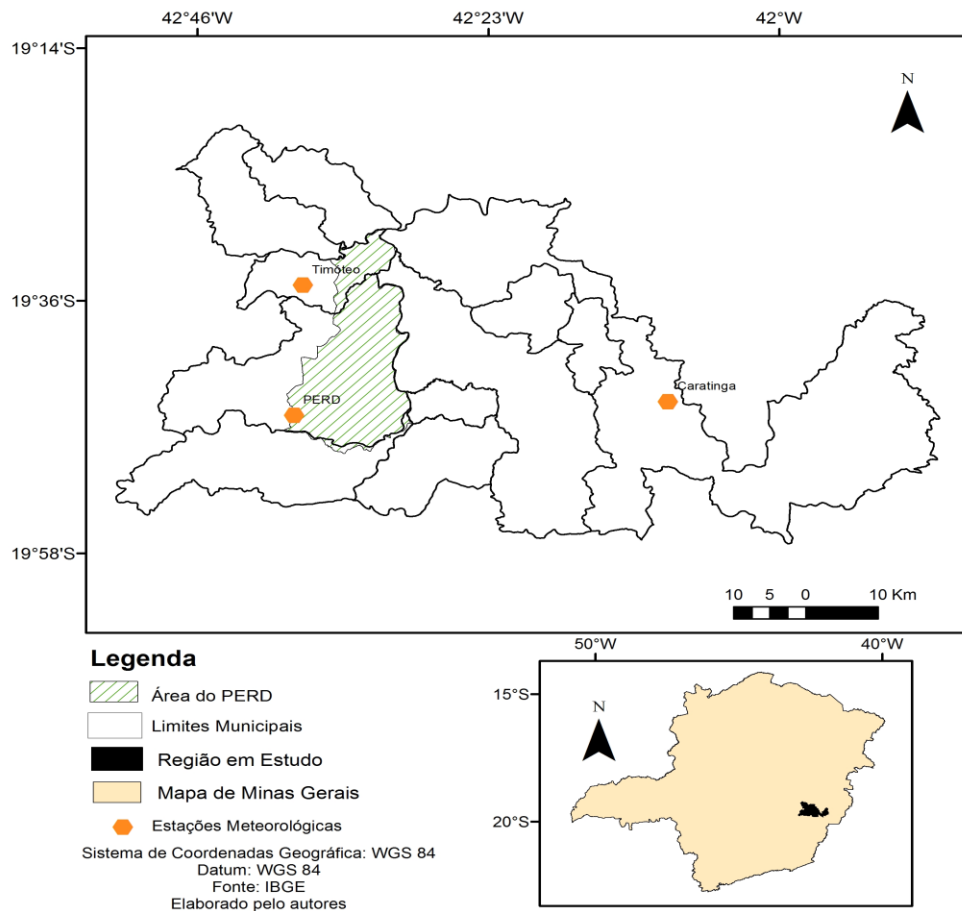 42°46'W 42°23'W 42°W
19°14'S
N
Timóteo
19°36'S
Caratinga
PERD
19°58'S
10 5 0 10 Km
Legenda
Área do PERD
Limites Municipais
Região em Estudo
Mapa de Minas Gerais
Estações Meteorológicas
Sistema de Coordenadas Geográfica: WGS 84
Datum: WGS 84
Fonte: IBGE
Elaborado pelo autores
50°W 40°W
15°S
N
20°S